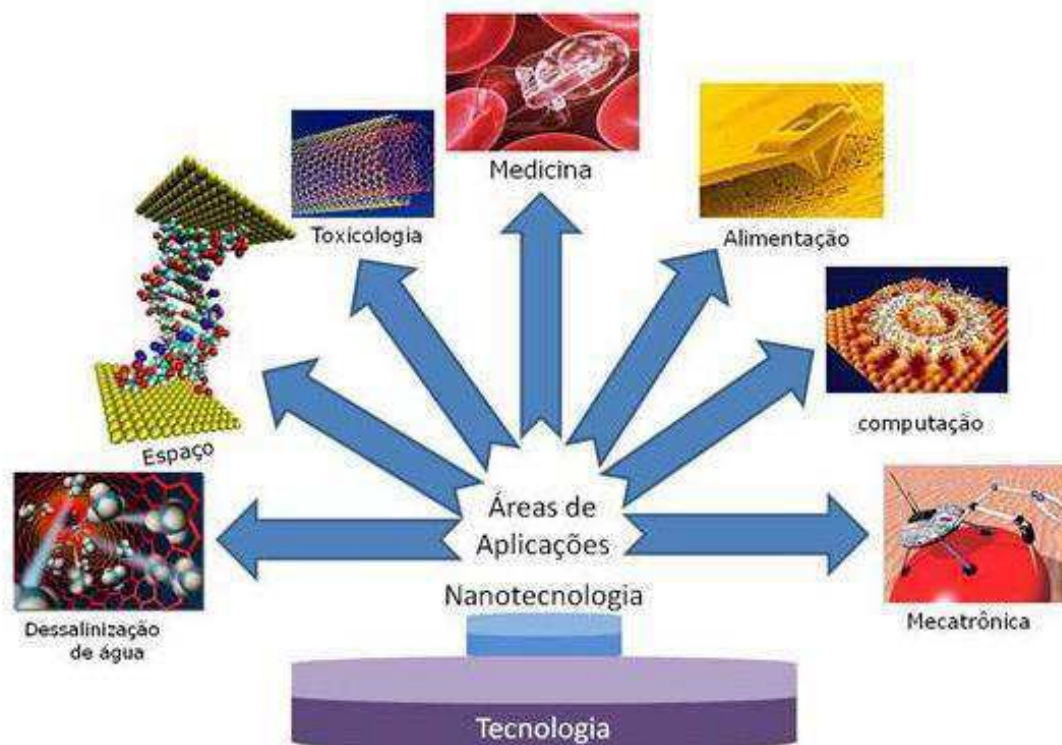 Medicina
Toxicologia
Alimentação
Espaço
computação
Dessalinização
de água
Áreas de
Aplicações
Mecatrônica
Nanotecnologia
Tecnologia